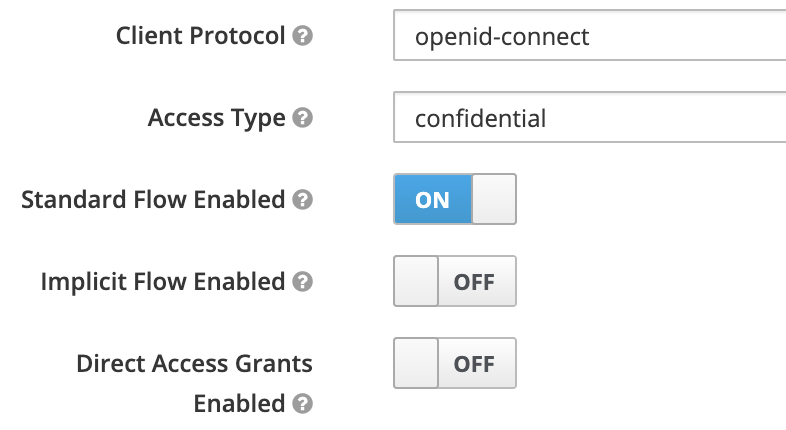 Client Protocol ?
openid-connect
Access Type ?
confidential
Standard Flow Enabled ?
ON
Implicit Flow Enabled ?
OFF
Direct Access Grants
Enabled ?
OFF